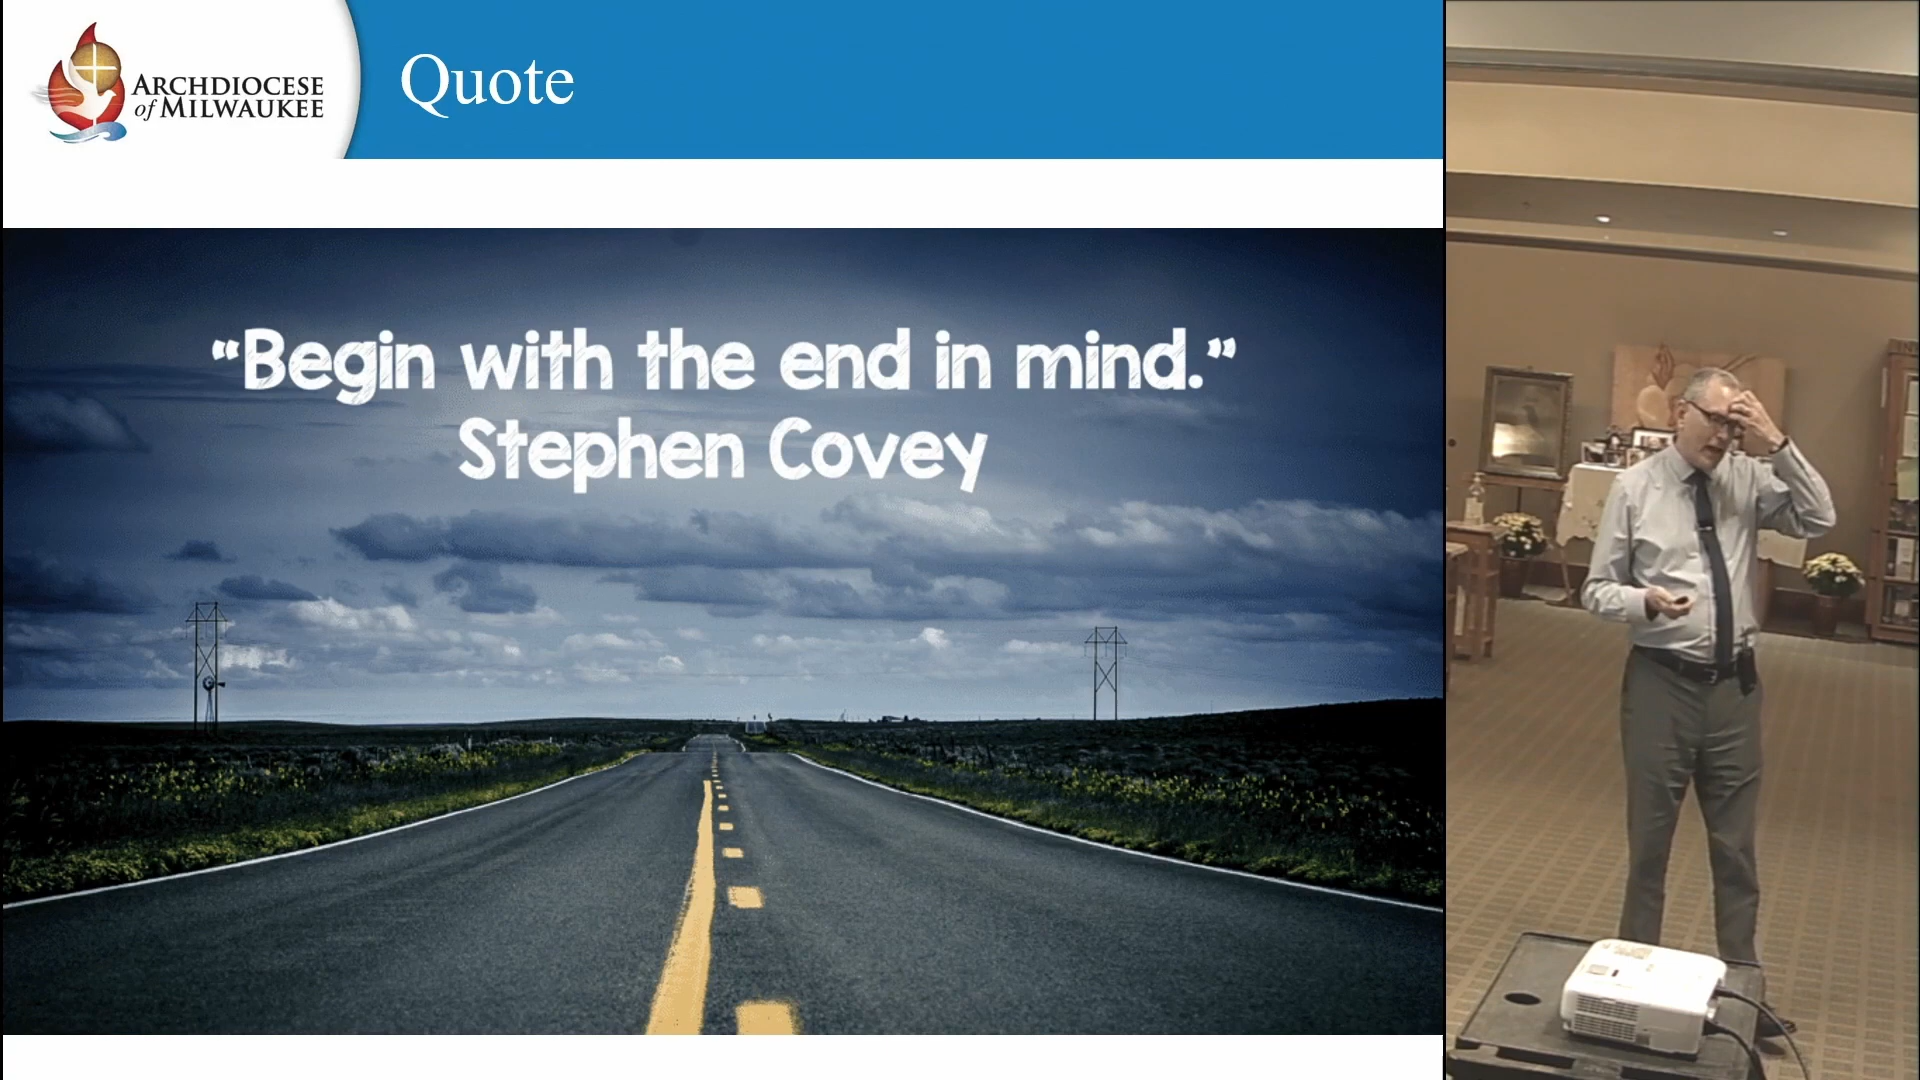 ARCHDIOCESE
of MILWAUKEE
Quote
“Begin with the end in mind.”
Stephen Covey